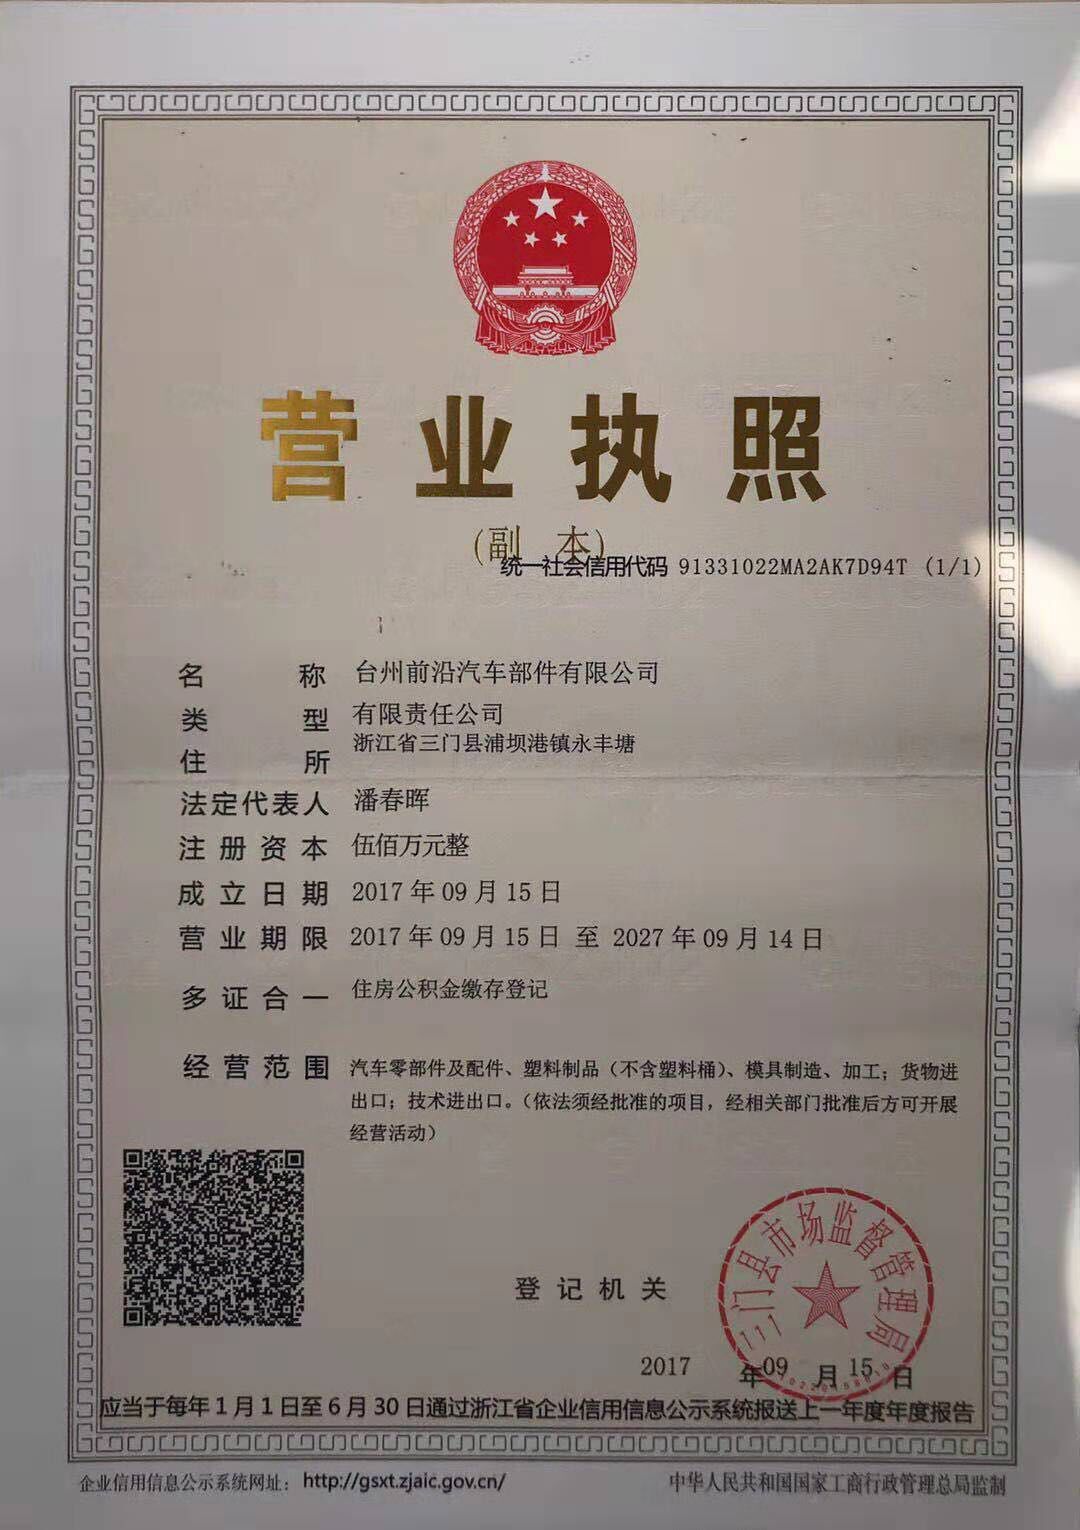 营业执照
(副 本)
统一社会信用代码 91331022MA2AK7D94T (1/1)
名 称 台州前沿汽车部件有限公司
类 型 有限责任公司
住 所 浙江省三门县浦坝港镇永丰塘
法定代表人 潘春晖
注册资本 伍佰万元整
成立日期 2017年09月15日
营业期限 2017年09月15日 至 2027年09月14日
多证合一 住房公积金缴存登记
经营范围 汽车零部件及配件、塑料制品（不含塑料桶）、模具制造、加工；货物进
出口；技术进出口。（依法须经批准的项目，经相关部门批准后方可开展
经营活动）
三门县市场监督管理局
登记机关
2017 年 09 月 15 日
应当于每年1月1日至6月30日通过浙江省企业信用信息公示系统报送上一年度年度报告
企业信用信息公示系统网址： http://gsxt.zjaic.gov.cn/ 中华人民共和国国家工商行政管理总局监制